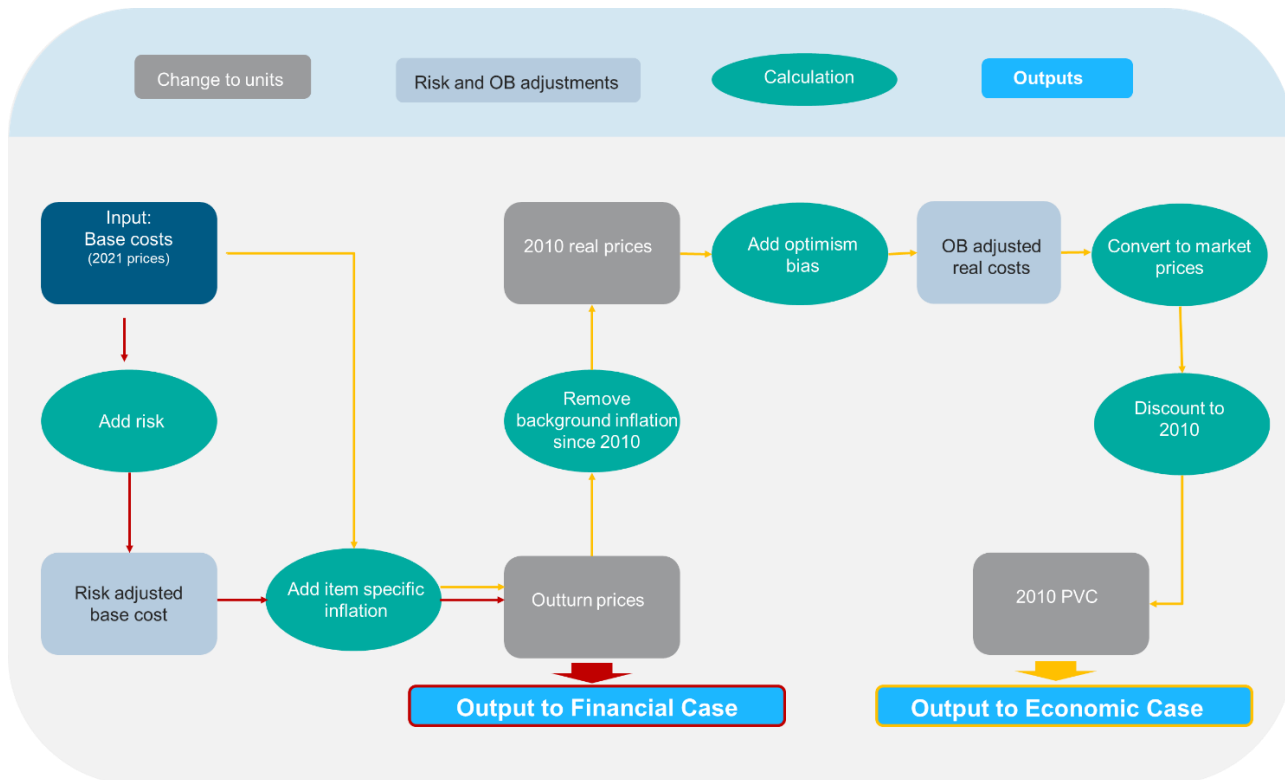 Change to units
Risk and OB adjustments
Calculation
Outputs
Input:
Base costs
(2021 prices)
2010 real prices
Add optimism
bias
OB adjusted
real costs
Convert to market
prices
Add risk
Remove
background inflation
since 2010
Discount to
2010
Risk adjusted
base cost
Add item specific
inflation
Outturn prices
2010 PVC
Output to Financial Case
Output to Economic Case